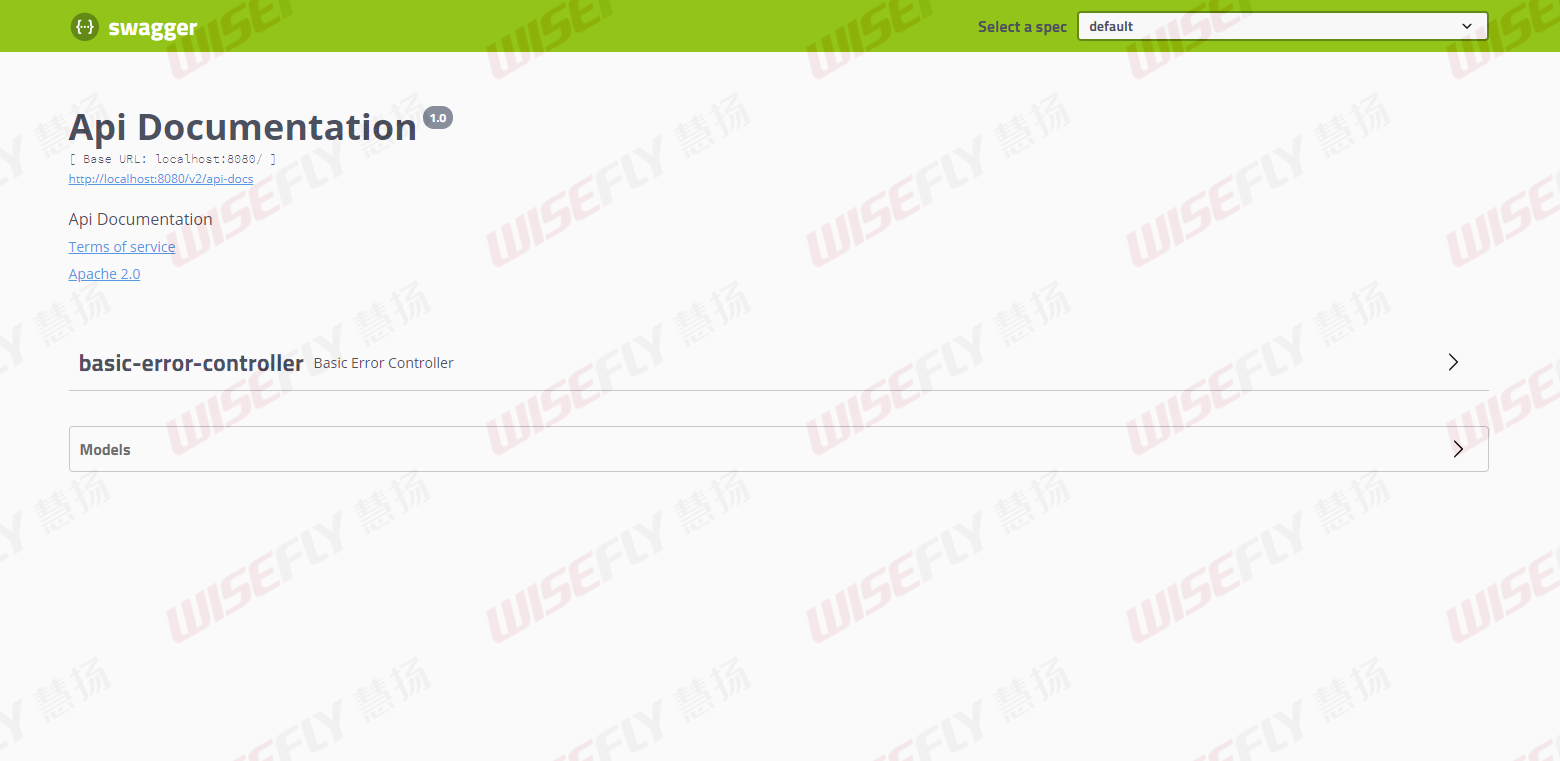 swagger
Select a spec default
Api Documentation 1.0
[ Base URL: localhost:8080/ ]
http://localhost:8080/v2/api-docs
Api Documentation
Terms of service
Apache 2.0
basic-error-controller Basic Error Controller
Models
WISEFLY 慧扬